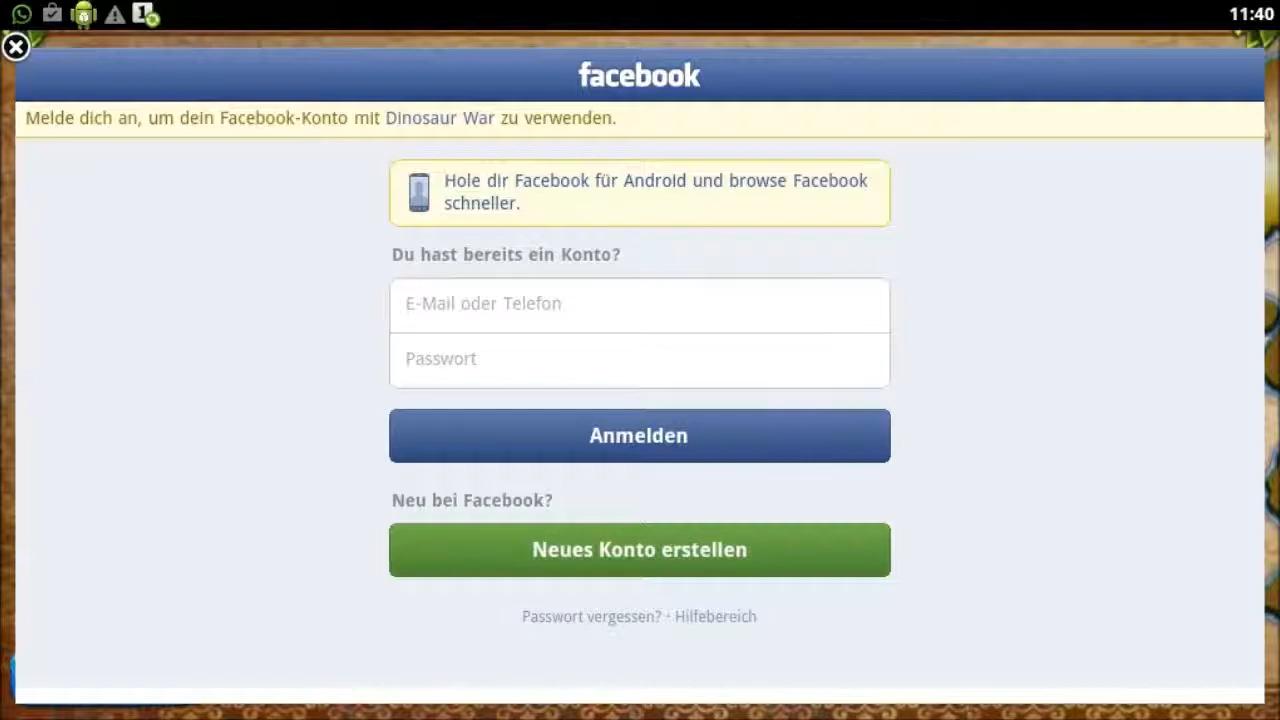 11:40
facebook
Melde dich an, um dein Facebook-Konto mit Dinosaur War zu verwenden.
Hole dir Facebook für Android und browse Facebook
schneller.
Du hast bereits ein Konto?
E-Mail oder Telefon
Passwort
Anmelden
Neu bei Facebook?
Neues Konto erstellen
Passwort vergessen? · Hilfebereich